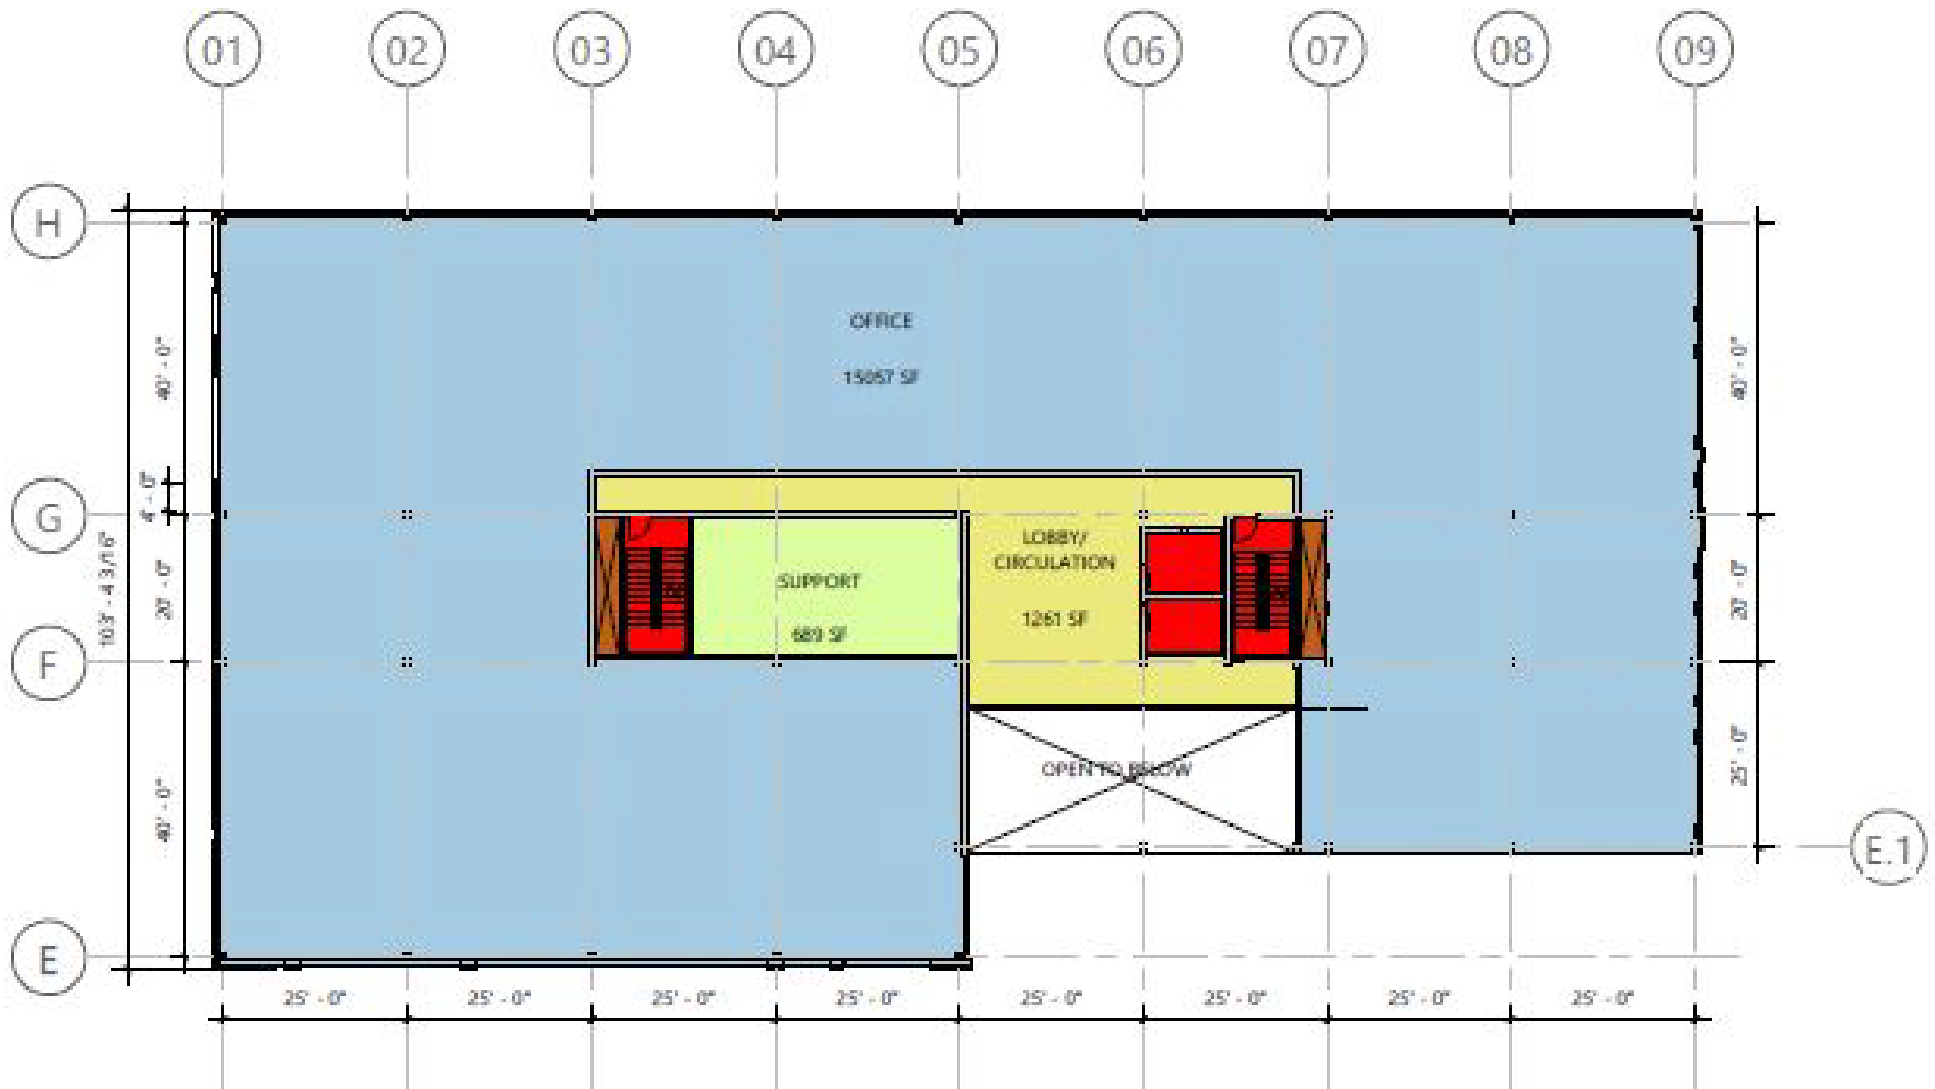 01 02 03 04 05 06 07 08 09
H
OFFICE
15057 SF
40' - 0"
40' - 0"
4' - 0"
G
LOBBY/
CIRCULATION
1261 SF
SUPPORT
689 SF
103' - 4 3/16"
20' - 0"
20' - 0"
F
OPEN TO BELOW
40' - 0"
25' - 0"
E.1
E
25' - 0" 25' - 0" 25' - 0" 25' - 0" 25' - 0" 25' - 0" 25' - 0" 25' - 0"